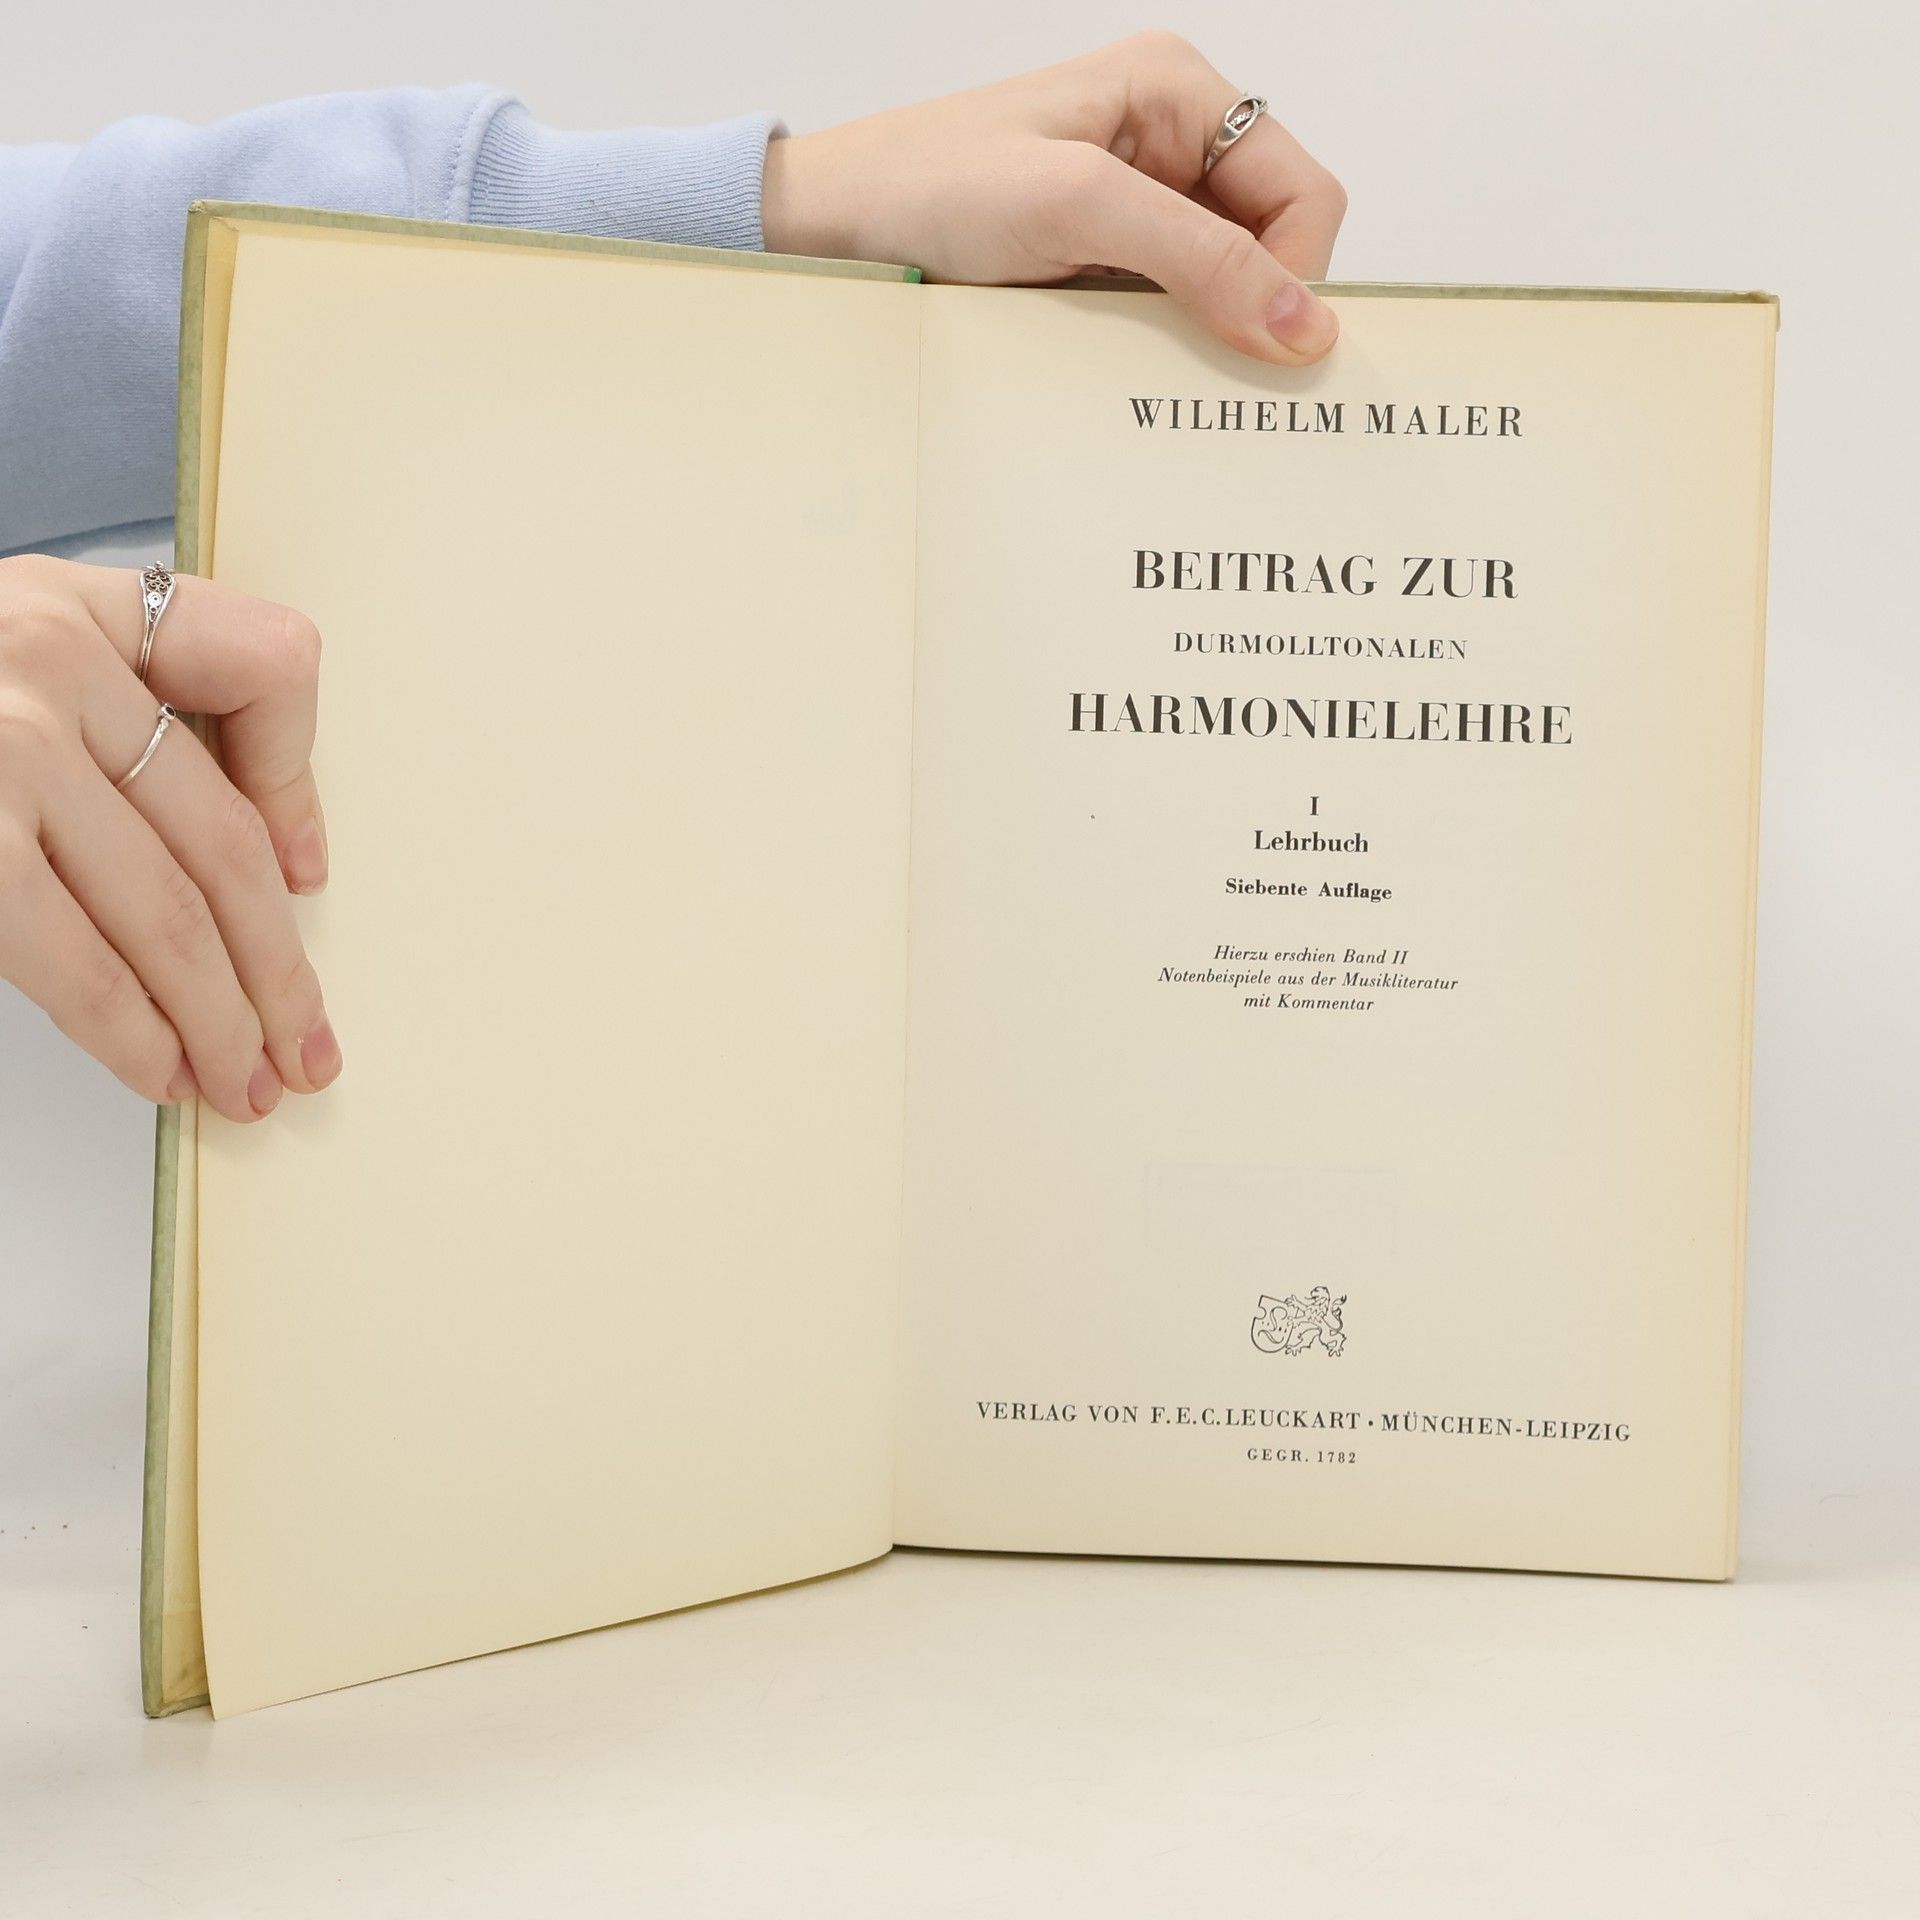 WILHELM MALER
BEITRAG ZUR
DURMOLLTONALEN
HARMONIELEHRE
I
Lehrbuch
Siebente Auflage
Hierzu erschien Band II
Notenbeispiele aus der Musikliteratur
mit Kommentar
VERLAG VON F.E.C.LEUCKART · MÜNCHEN-LEIPZIG
GEGR. 1782